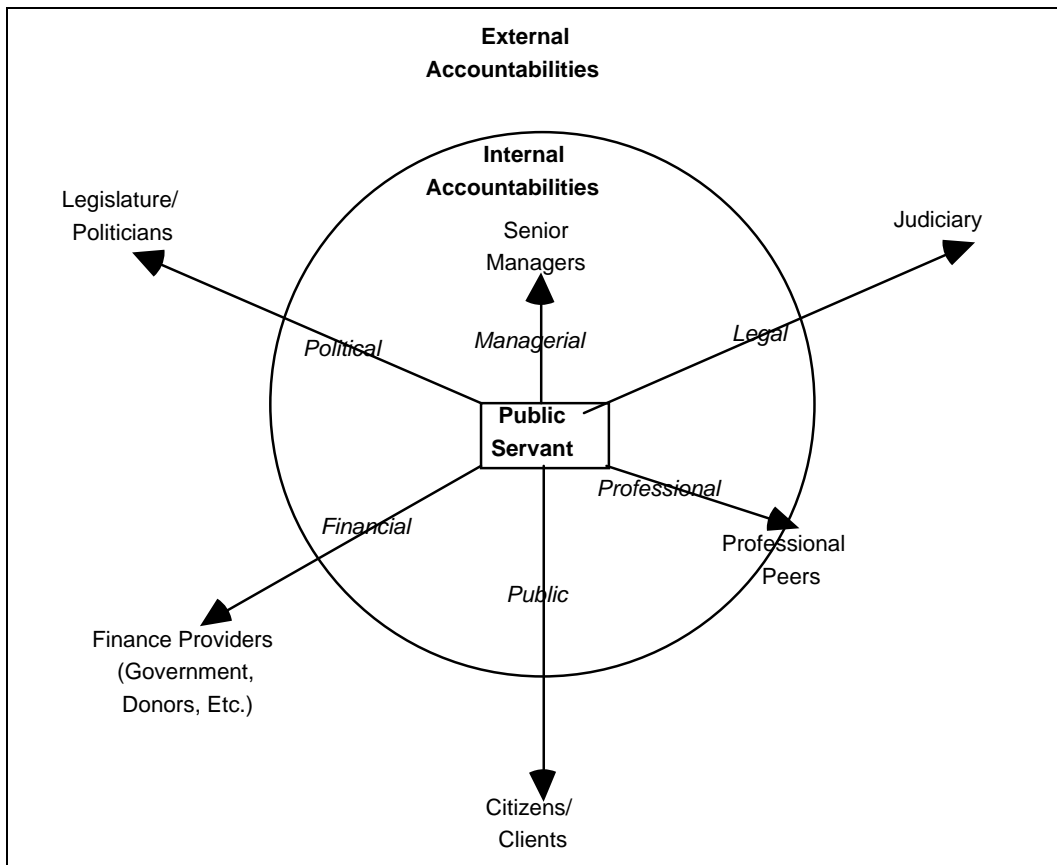 External
Accountabilities
Internal
Accountabilities
Legislature/
Politicians
Senior
Managers
Judiciary
Political
Managerial
Legal
Public
Servant
Professional
Financial
Professional
Peers
Public
Finance Providers
(Government,
Donors, Etc.)
Citizens/
Clients